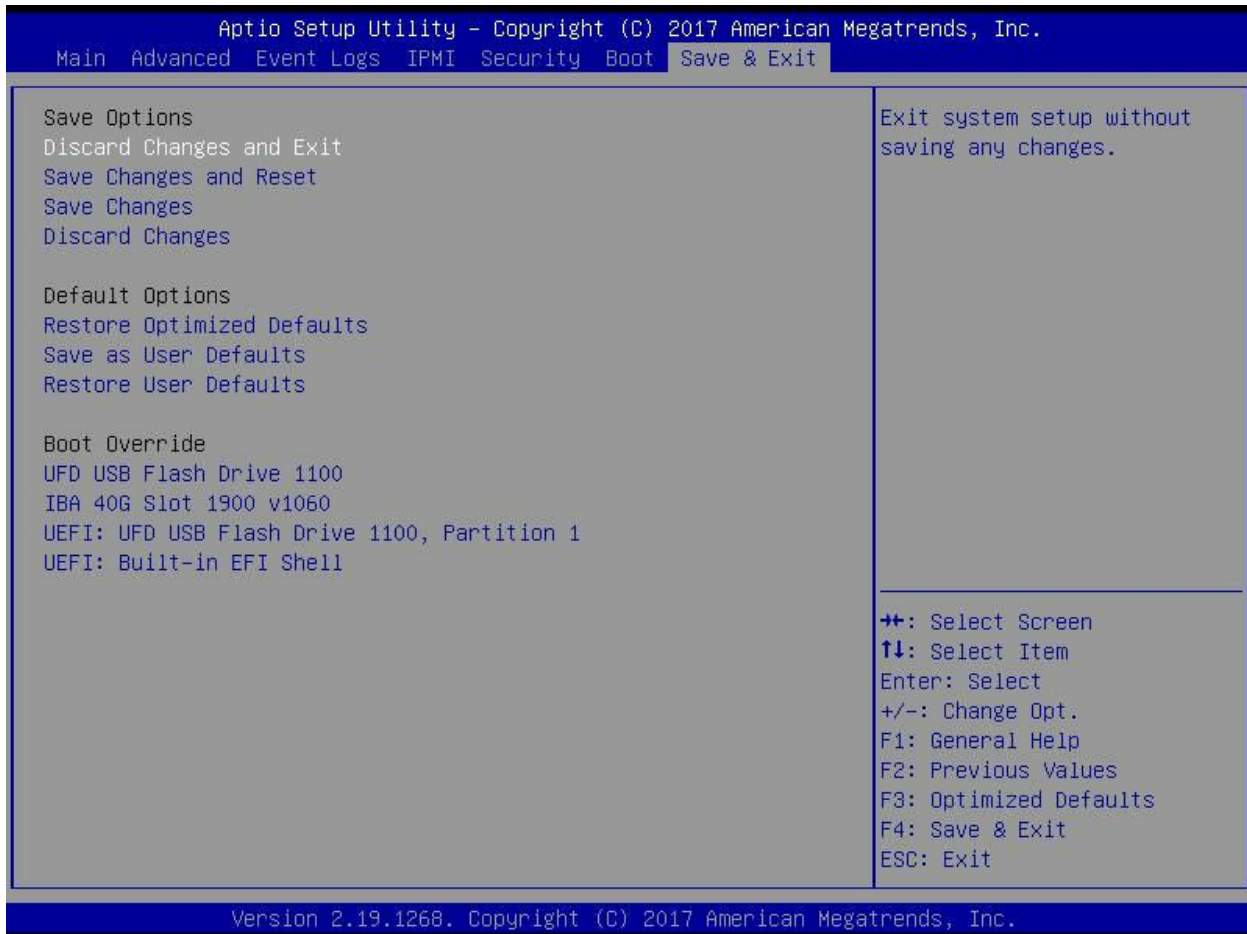 Aptio Setup Utility – Copyright (C) 2017 American Megatrends, Inc.
Main Advanced Event Logs IPMI Security Boot Save & Exit
Save Options
Discard Changes and Exit
Save Changes and Reset
Save Changes
Discard Changes
Default Options
Restore Optimized Defaults
Save as User Defaults
Restore User Defaults
Boot Override
UFD USB Flash Drive 1100
IBA 40G Slot 1900 v1060
UEFI: UFD USB Flash Drive 1100, Partition 1
UEFI: Built-in EFI Shell
Exit system setup without
saving any changes.
→←: Select Screen
↑↓: Select Item
Enter: Select
+/-: Change Opt.
F1: General Help
F2: Previous Values
F3: Optimized Defaults
F4: Save & Exit
ESC: Exit
Version 2.19.1268. Copyright (C) 2017 American Megatrends, Inc.